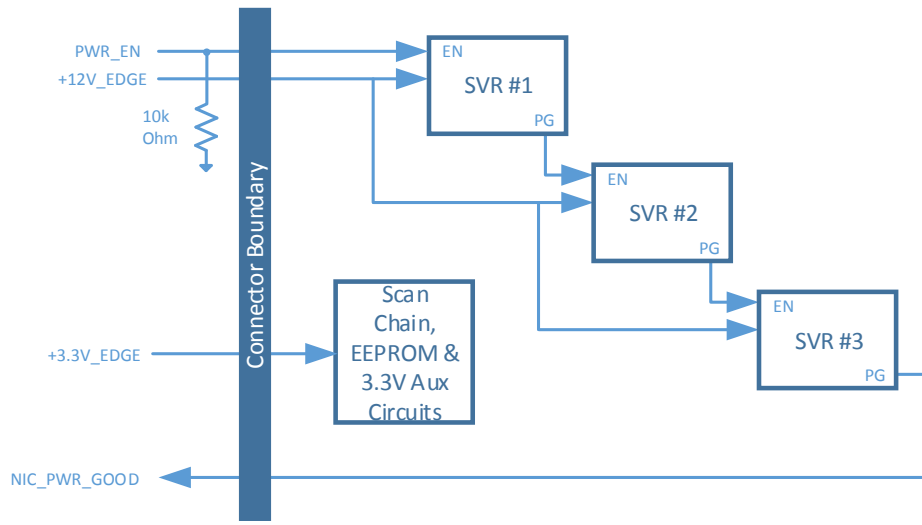 PWR_EN
+12V_EDGE
10k
Ohm
Connector Boundary
EN
SVR #1
PG
EN
SVR #2
PG
EN
SVR #3
PG
Scan
Chain,
EEPROM &
3.3V Aux
Circuits
+3.3V_EDGE
NIC_PWR_GOOD